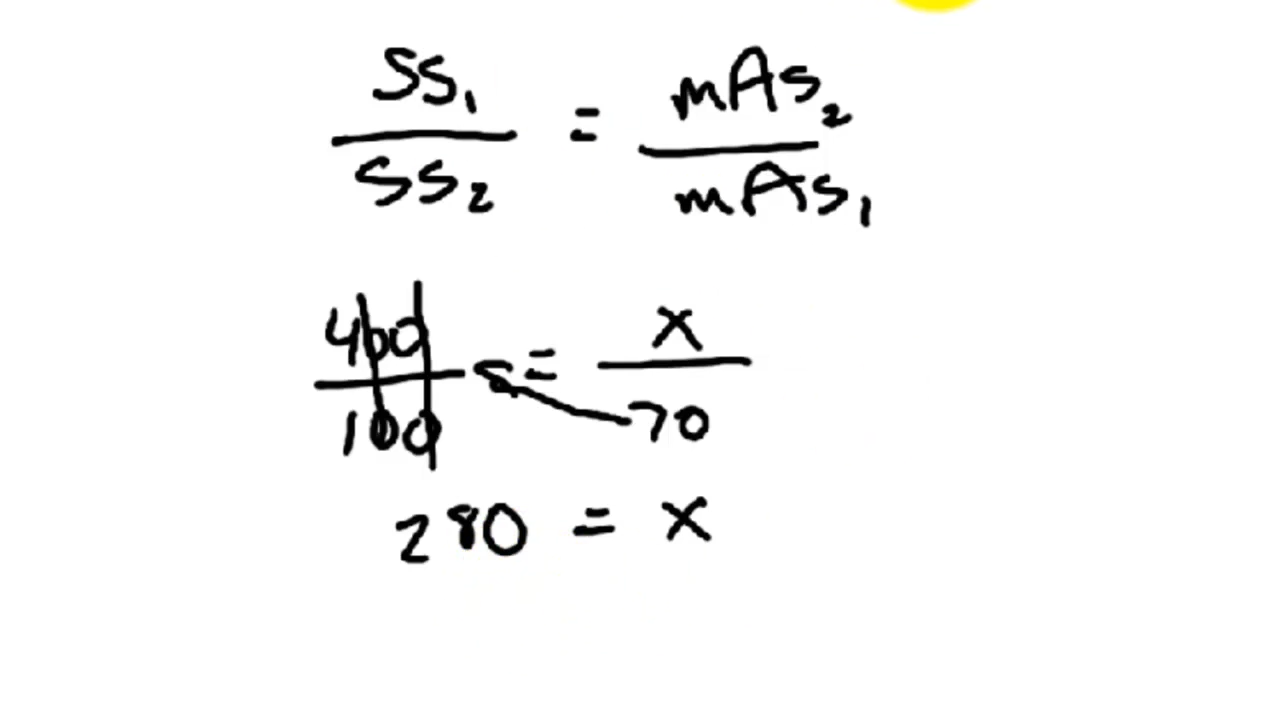 SS₁ / SS₂ = mAs₂ / mAs₁
400 / 100 = x / 70
280 = x